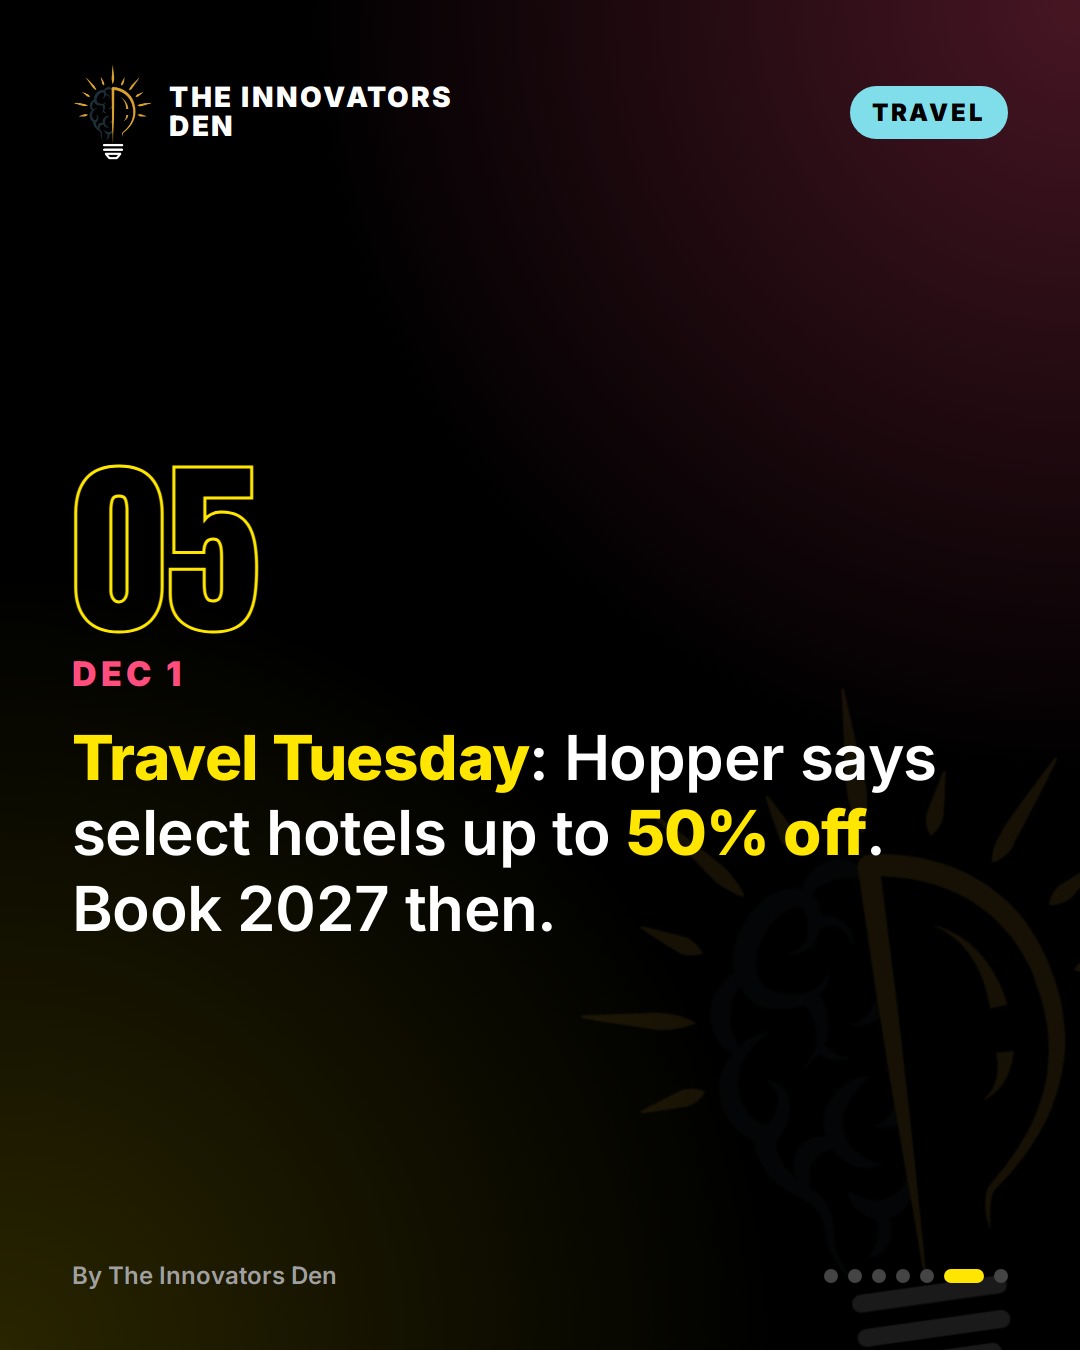 THE INNOVATORS
DEN
TRAVEL
05
DEC 1
Travel Tuesday: Hopper says
select hotels up to 50% off.
Book 2027 then.
By The Innovators Den